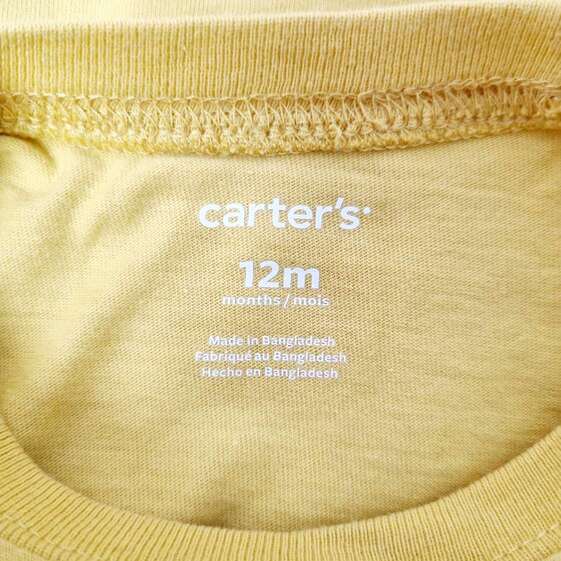 carter's
12m
months/mois
Made in Bangladesh
Fabriqué au Bangladesh
Hecho en Bangladesh